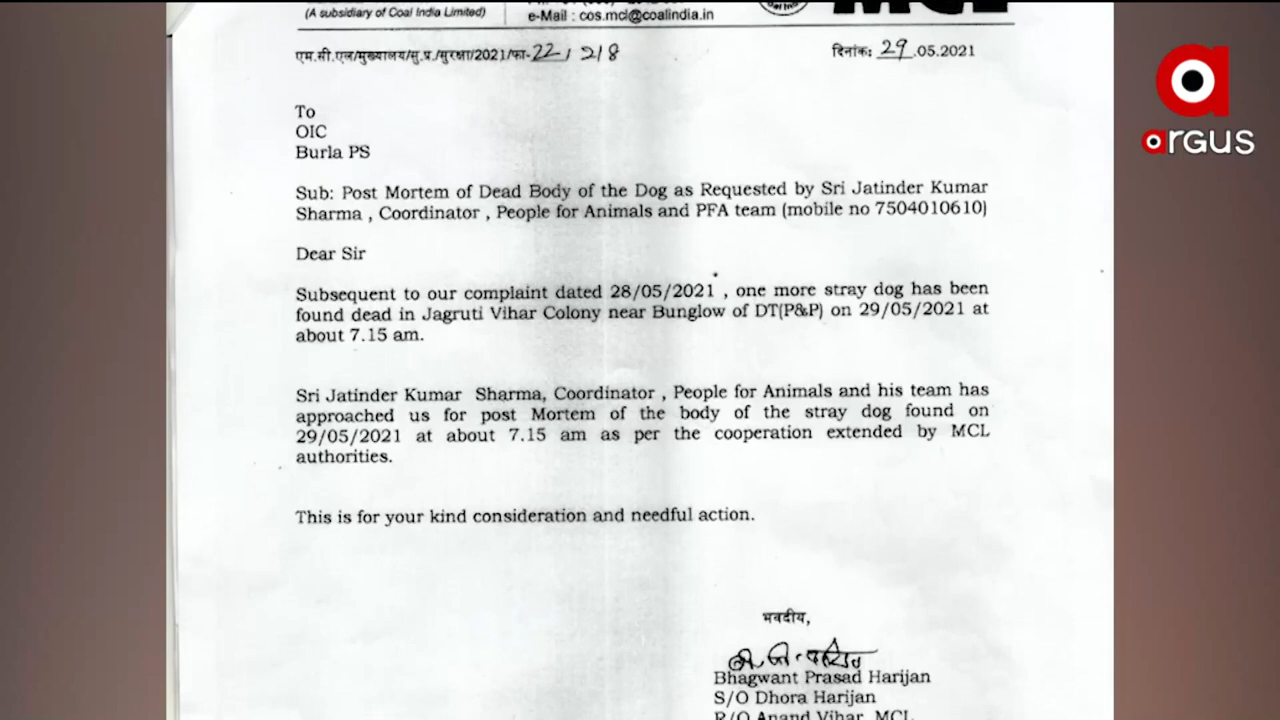 (A subsidiary of Coal India Limited)
e-Mail : cos.mcl@coalindia.in
एम.सी.एल/मुख्यालय/सु.प्र./सुरक्षा/2021/फा-22/218
दिनांकः 29.05.2021
argus
To
OIC
Burla PS
Sub: Post Mortem of Dead Body of the Dog as Requested by Sri Jatinder Kumar
Sharma , Coordinator , People for Animals and PFA team (mobile no 7504010610)
Dear Sir
Subsequent to our complaint dated 28/05/2021 , one more stray dog has been
found dead in Jagruti Vihar Colony near Bunglow of DT(P&P) on 29/05/2021 at
about 7.15 am.
Sri Jatinder Kumar Sharma, Coordinator , People for Animals and his team has
approached us for post Mortem of the body of the stray dog found on
29/05/2021 at about 7.15 am as per the cooperation extended by MCL
authorities.
This is for your kind consideration and needful action.
भवदीय,
Bhagwant Prasad Harijan
S/O Dhora Harijan
R/O Anand Vihar, MCL